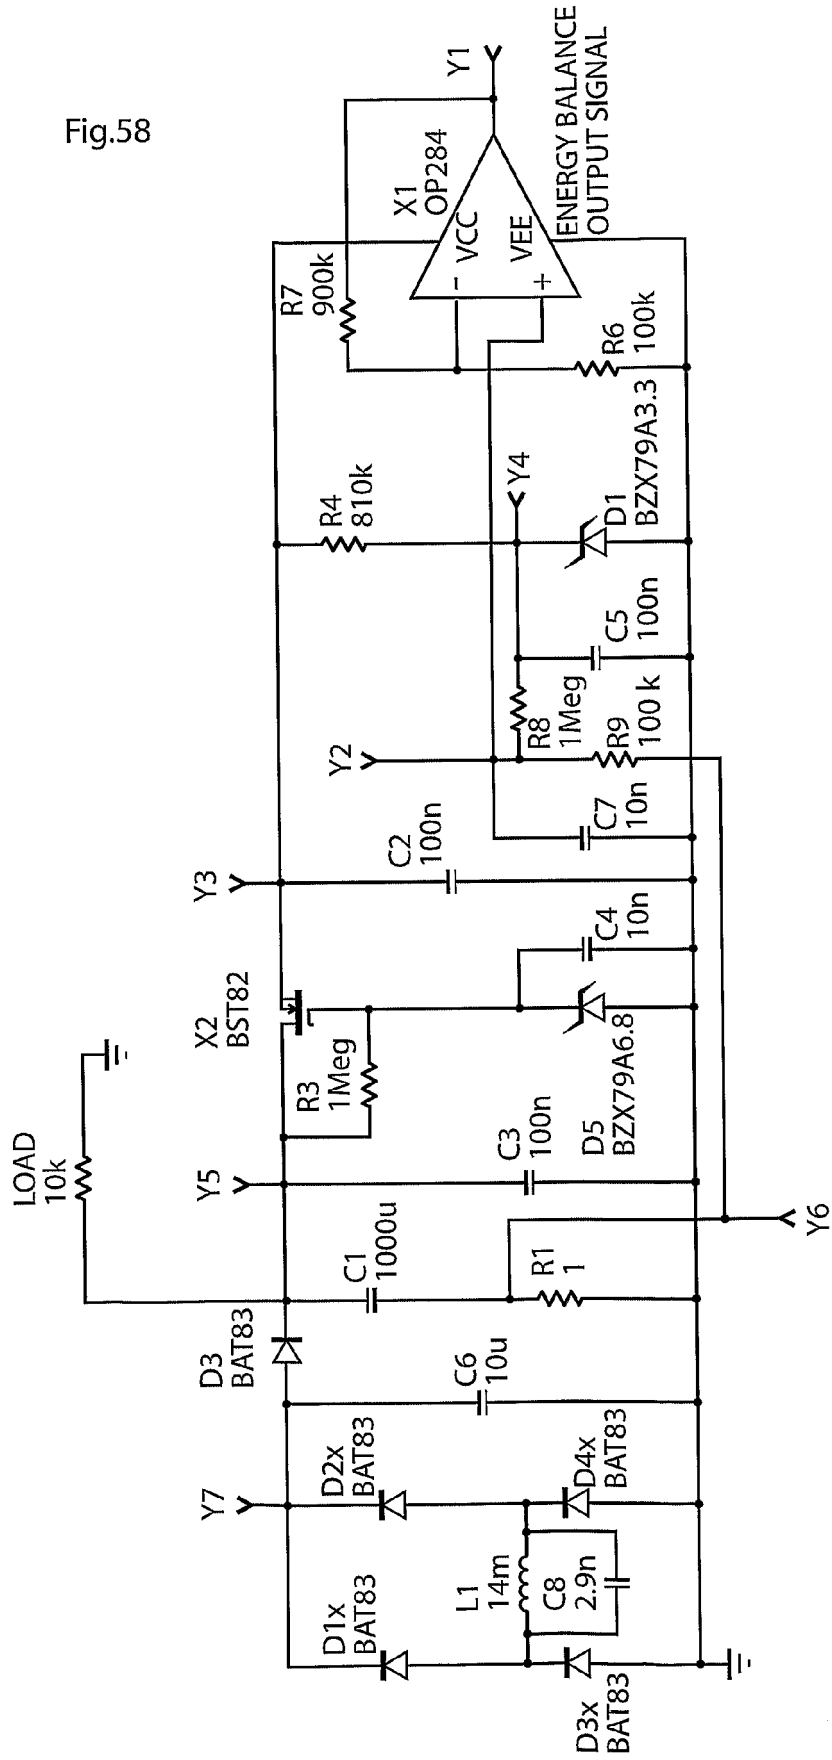 Fig.58
D1x
BAT83
D3x
BAT83
L1
14m
C8
2.9n
Y7
D2x
BAT83
D4x
BAT83
C6
10u
D3
BAT83
LOAD
10k
C1
1000u
R1
1
Y6
Y5
C3
100n
R3
1Meg
D5
BZX79A6.8
X2
BST82
C4
10n
Y3
C2
100n
C7
10n
Y2
R8
1Meg
R9
100 k
C5
100n
R4
810k
Y4
D1
BZX79A3.3
R7
900k
R6
100k
X1
OP284
VCC
VEE
-
+
Y1
ENERGY BALANCE
OUTPUT SIGNAL